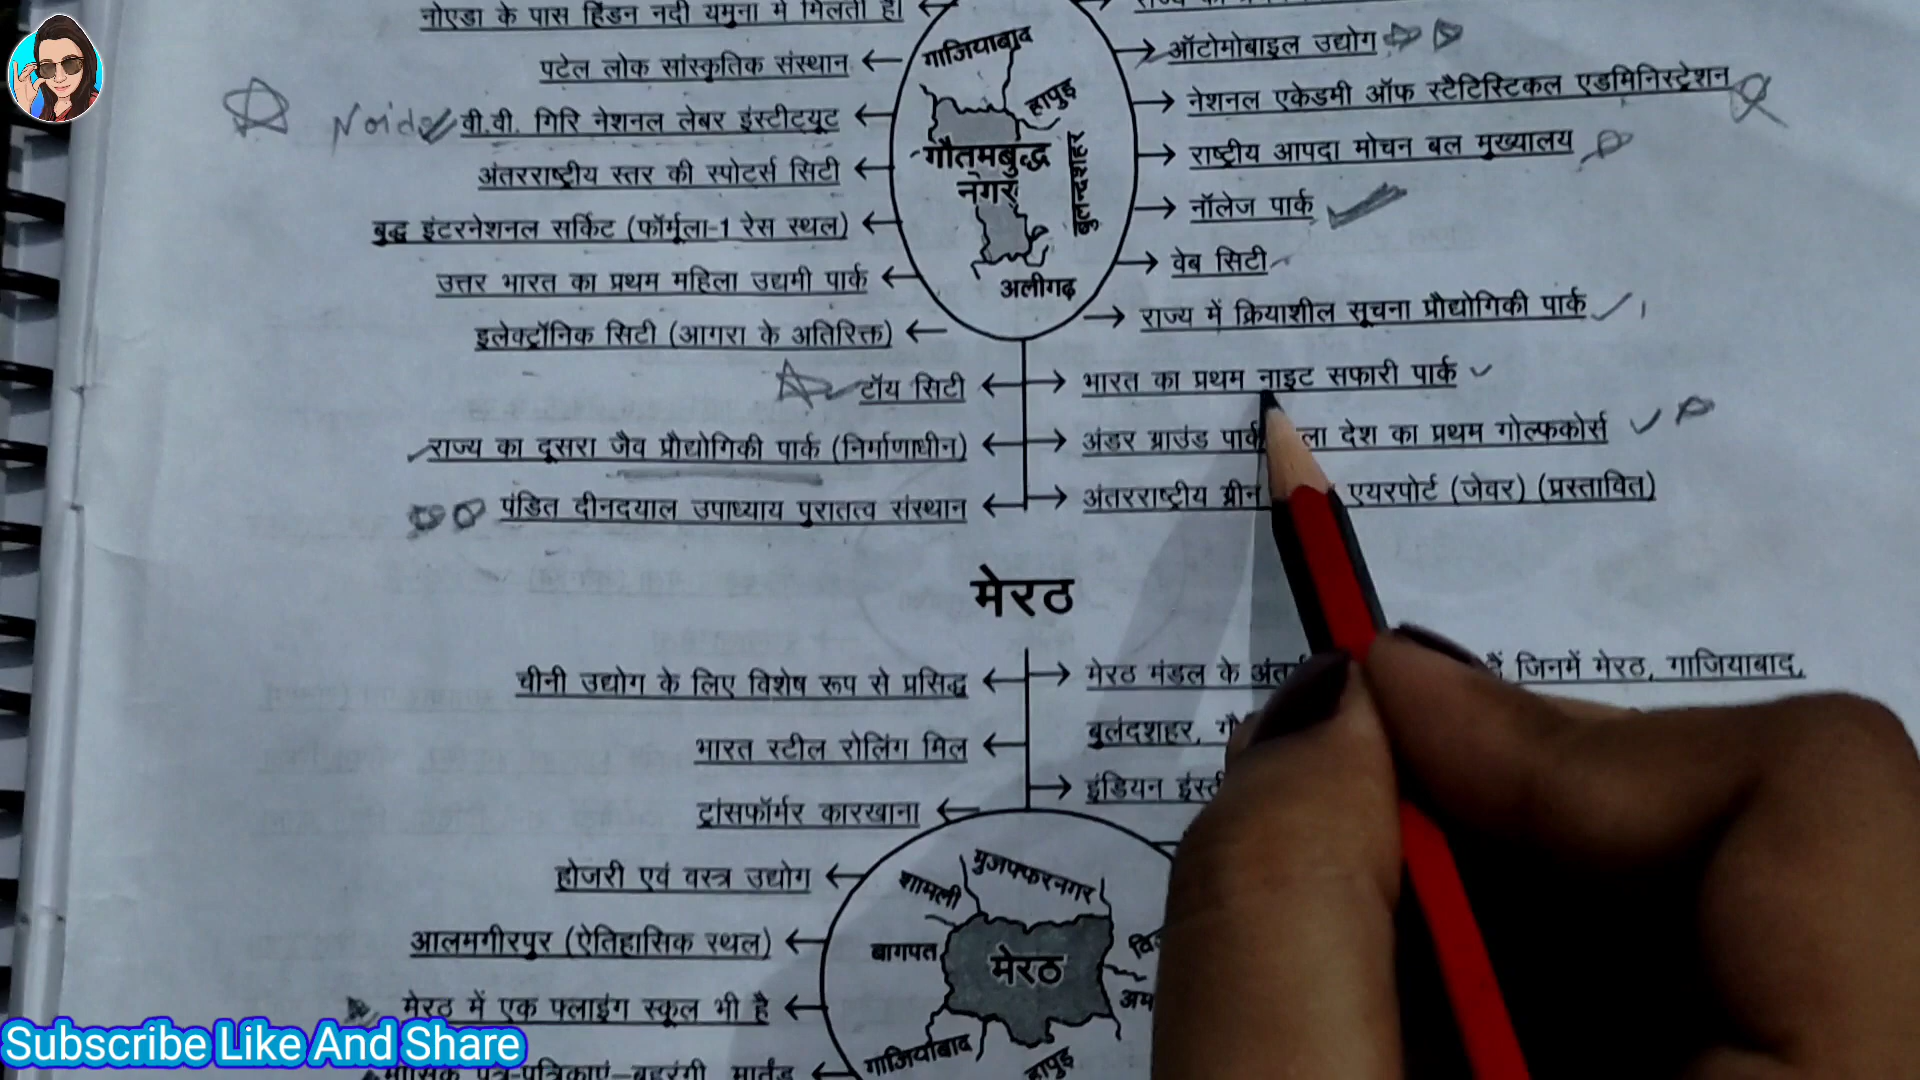 नोएडा के पास हिंडन नदी यमुना में मिलती है।
पटेल लोक सांस्कृतिक संस्थान
Noida वी.वी. गिरि नेशनल लेबर इंस्टीट्यूट
अंतरराष्ट्रीय स्तर की स्पोर्ट्स सिटी
बुद्ध इंटरनेशनल सर्किट (फॉर्मूला-1 रेस स्थल)
उत्तर भारत का प्रथम महिला उद्यमी पार्क
इलेक्ट्रॉनिक सिटी (आगरा के अतिरिक्त)
टॉय सिटी
राज्य का दूसरा जैव प्रौद्योगिकी पार्क (निर्माणाधीन)
पंडित दीनदयाल उपाध्याय पुरातत्व संस्थान
गाजियाबाद
हापुड़
गौतमबुद्ध
नगर
बुलन्दशहर
अलीगढ़
ऑटोमोबाइल उद्योग
नेशनल एकेडमी ऑफ स्टैटिस्टिकल एडमिनिस्ट्रेशन
राष्ट्रीय आपदा मोचन बल मुख्यालय
नॉलेज पार्क
वेब सिटी
राज्य में क्रियाशील सूचना प्रौद्योगिकी पार्क
भारत का प्रथम नाइट सफारी पार्क
अंडर ग्राउंड पार्क ला देश का प्रथम गोल्फकोर्स
अंतरराष्ट्रीय ग्रीन एयरपोर्ट (जेवर) (प्रस्तावित)
मेरठ
चीनी उद्योग के लिए विशेष रूप से प्रसिद्ध
भारत स्टील रोलिंग मिल
ट्रांसफॉर्मर कारखाना
होजरी एवं वस्त्र उद्योग
आलमगीरपुर (ऐतिहासिक स्थल)
मेरठ में एक फ्लाइंग स्कूल भी है
मासिक पत्र-पत्रिकाएं–बहुरंगी, मार्तंड
मेरठ मंडल के जिनमें मेरठ, गाजियाबाद,
बुलंदशहर,
इंडियन
मुजफ्फरनगर
शामली
बागपत
मेरठ
गाजियाबाद
हापुड़
Subscribe Like And Share